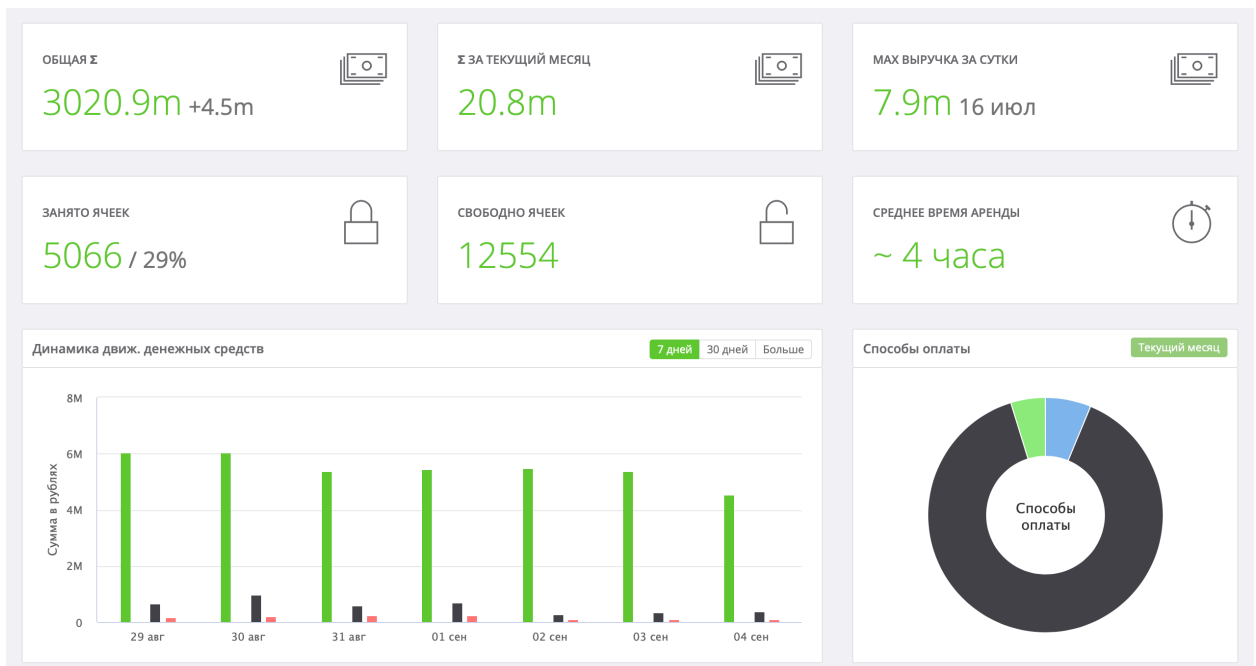 ОБЩАЯ Σ
3020.9m +4.5m
Σ ЗА ТЕКУЩИЙ МЕСЯЦ
20.8m
MAX ВЫРУЧКА ЗА СУТКИ
7.9m 16 июл
ЗАНЯТО ЯЧЕЕК
5066 / 29%
СВОБОДНО ЯЧЕЕК
12554
СРЕДНЕЕ ВРЕМЯ АРЕНДЫ
~ 4 часа
Динамика движ. денежных средств
7 дней 30 дней Больше
Сумма в рублях
8M
6M
4M
2M
0
29 авг 30 авг 31 авг 01 сен 02 сен 03 сен 04 сен
Способы оплаты
Текущий месяц
Способы
оплаты